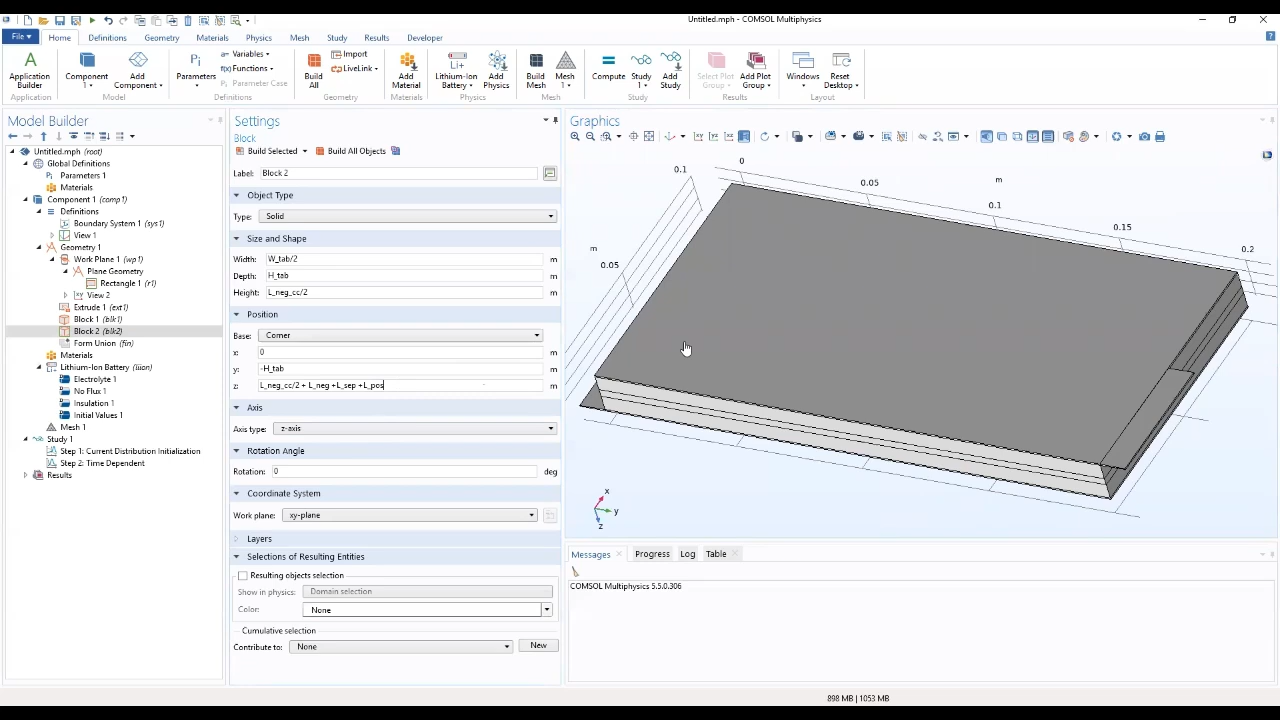 Untitled.mph - COMSOL Multiphysics
File
Home
Definitions
Geometry
Materials
Physics
Mesh
Study
Results
Developer
Application Builder
Application
Component 1
Add Component
Model
Parameters
a= Variables
f(x) Functions
Pi Parameter Case
Definitions
Build All
Import
LiveLink
Geometry
Add Material
Materials
Lithium-Ion Battery
Add Physics
Physics
Build Mesh
Mesh 1
Mesh
Compute
Study 1
Add Study
Study
Select Plot Group
Add Plot Group
Results
Windows
Reset Desktop
Layout
Model Builder
Untitled.mph (root)
Global Definitions
Parameters 1
Materials
Component 1 (comp1)
Definitions
Boundary System 1 (sys1)
View 1
Geometry 1
Work Plane 1 (wp1)
Plane Geometry
Rectangle 1 (r1)
View 2
Extrude 1 (ext1)
Block 1 (blk1)
Block 2 (blk2)
Form Union (fin)
Materials
Lithium-Ion Battery (liion)
Electrolyte 1
No Flux 1
Insulation 1
Initial Values 1
Mesh 1
Study 1
Step 1: Current Distribution Initialization
Step 2: Time Dependent
Results
Settings
Block
Build Selected
Build All Objects
Label: Block 2
Object Type
Type: Solid
Size and Shape
Width: W_tab/2 m
Depth: H_tab m
Height: L_neg_cc/2 m
Position
Base: Corner
x: 0 m
y: -H_tab m
z: L_neg_cc/2 + L_neg +L_sep +L_pos m
Axis
Axis type: z-axis
Rotation Angle
Rotation: 0 deg
Coordinate System
Work plane: xy-plane
Layers
Selections of Resulting Entities
Resulting objects selection
Show in physics: Domain selection
Color: None
Cumulative selection
Contribute to: None New
Graphics
0.1
0
0.05
m
0.1
0.15
0.2
m
0.05
x
y
z
Messages
Progress
Log
Table
COMSOL Multiphysics 5.5.0.306
898 MB | 1053 MB